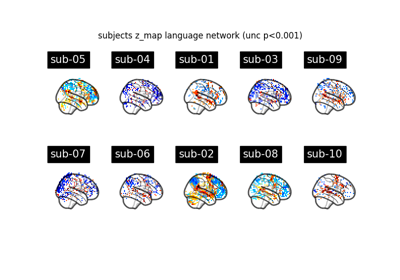 subjects z_map language network (unc p<0.001)
sub-05 sub-04 sub-01 sub-03 sub-09
sub-07 sub-06 sub-02 sub-08 sub-10